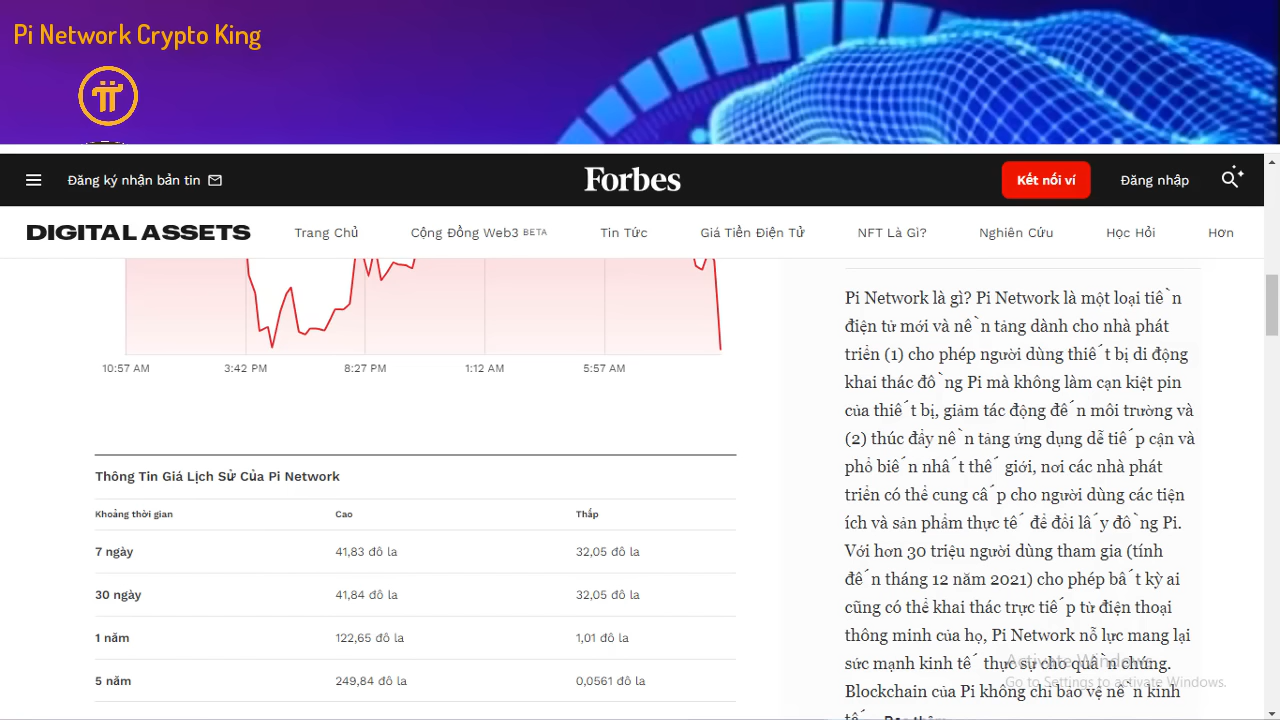 Pi Network Crypto King
Đăng ký nhận bản tin
Forbes
Kết nối ví
Đăng nhập
DIGITAL ASSETS
Trang Chủ
Cộng Đồng Web3 BETA
Tin Tức
Giá Tiền Điện Tử
NFT Là Gì?
Nghiên Cứu
Học Hỏi
Hơn
10:57 AM
3:42 PM
8:27 PM
1:12 AM
5:57 AM
Thông Tin Giá Lịch Sử Của Pi Network
Khoảng thời gian Cao Thấp
7 ngày 41,83 đô la 32,05 đô la
30 ngày 41,84 đô la 32,05 đô la
1 năm 122,65 đô la 1,01 đô la
5 năm 249,84 đô la 0,0561 đô la
Pi Network là gì? Pi Network là một loại tiền
điện tử mới và nền tảng dành cho nhà phát
triển (1) cho phép người dùng thiết bị di động
khai thác đồng Pi mà không làm cạn kiệt pin
của thiết bị, giảm tác động đến môi trường và
(2) thúc đẩy nền tảng ứng dụng dễ tiếp cận và
phổ biến nhất thế giới, nơi các nhà phát
triển có thể cung cấp cho người dùng các tiện
ích và sản phẩm thực tế để đổi lấy đồng Pi.
Với hơn 30 triệu người dùng tham gia (tính
đến tháng 12 năm 2021) cho phép bất kỳ ai
cũng có thể khai thác trực tiếp từ điện thoại
thông minh của họ, Pi Network nỗ lực mang lại
sức mạnh kinh tế thực sự cho quần chúng.
Blockchain của Pi không chỉ bảo vệ nền kinh
Activate Windows
Go to Settings to activate Windows.